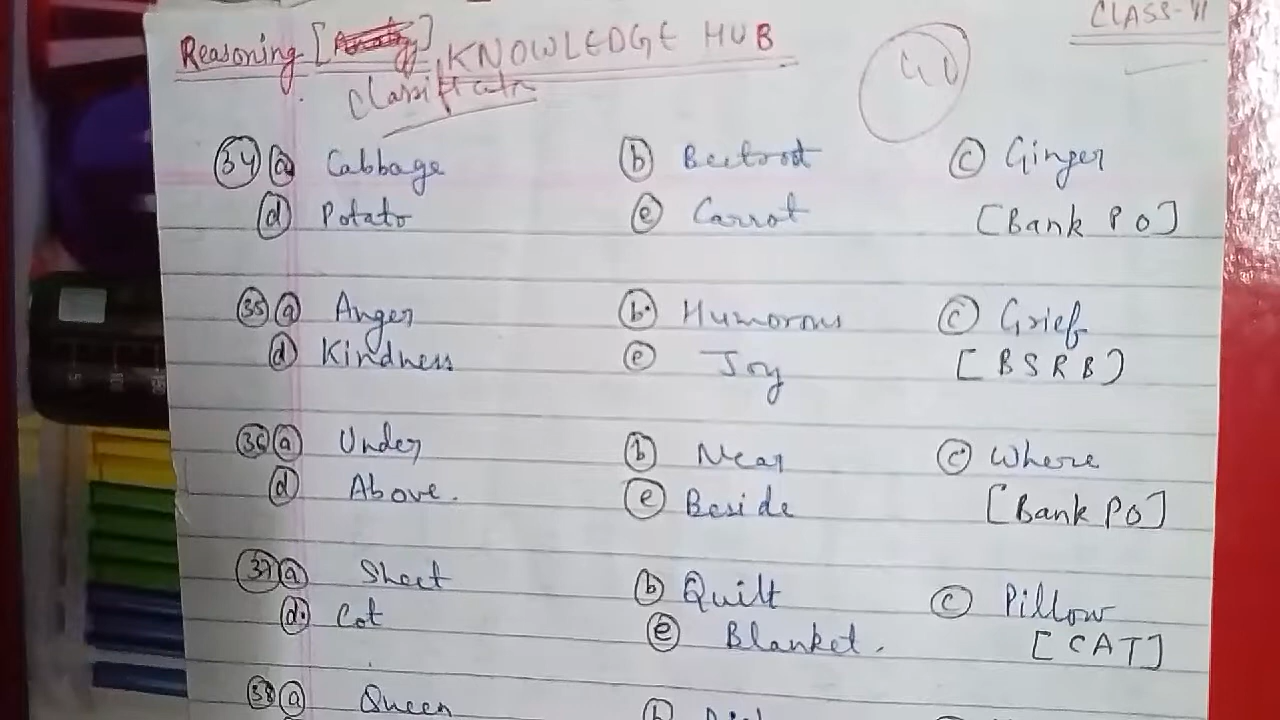 Reasoning [ ] KNOWLEDGE HUB
CLASS-VI
40
34 a Cabbage b Beetroot c Ginger
d Potato e Carrot [Bank PO]
35 a Anger b. Humorous c Grief
d Kindness e Joy [BSRB]
36 a Under b Near c Where
d Above. e Beside [Bank PO]
37 a Sheet b Quilt c Pillow
d. Cot e Blanket. [CAT]
38 a Queen b